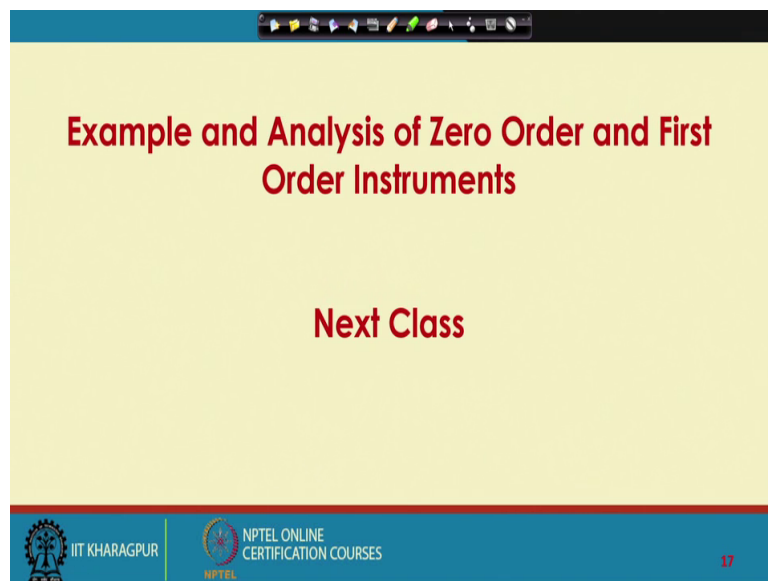 Example and Analysis of Zero Order and First
Order Instruments
Next Class
IIT KHARAGPUR
NPTEL ONLINE
CERTIFICATION COURSES
NPTEL
17